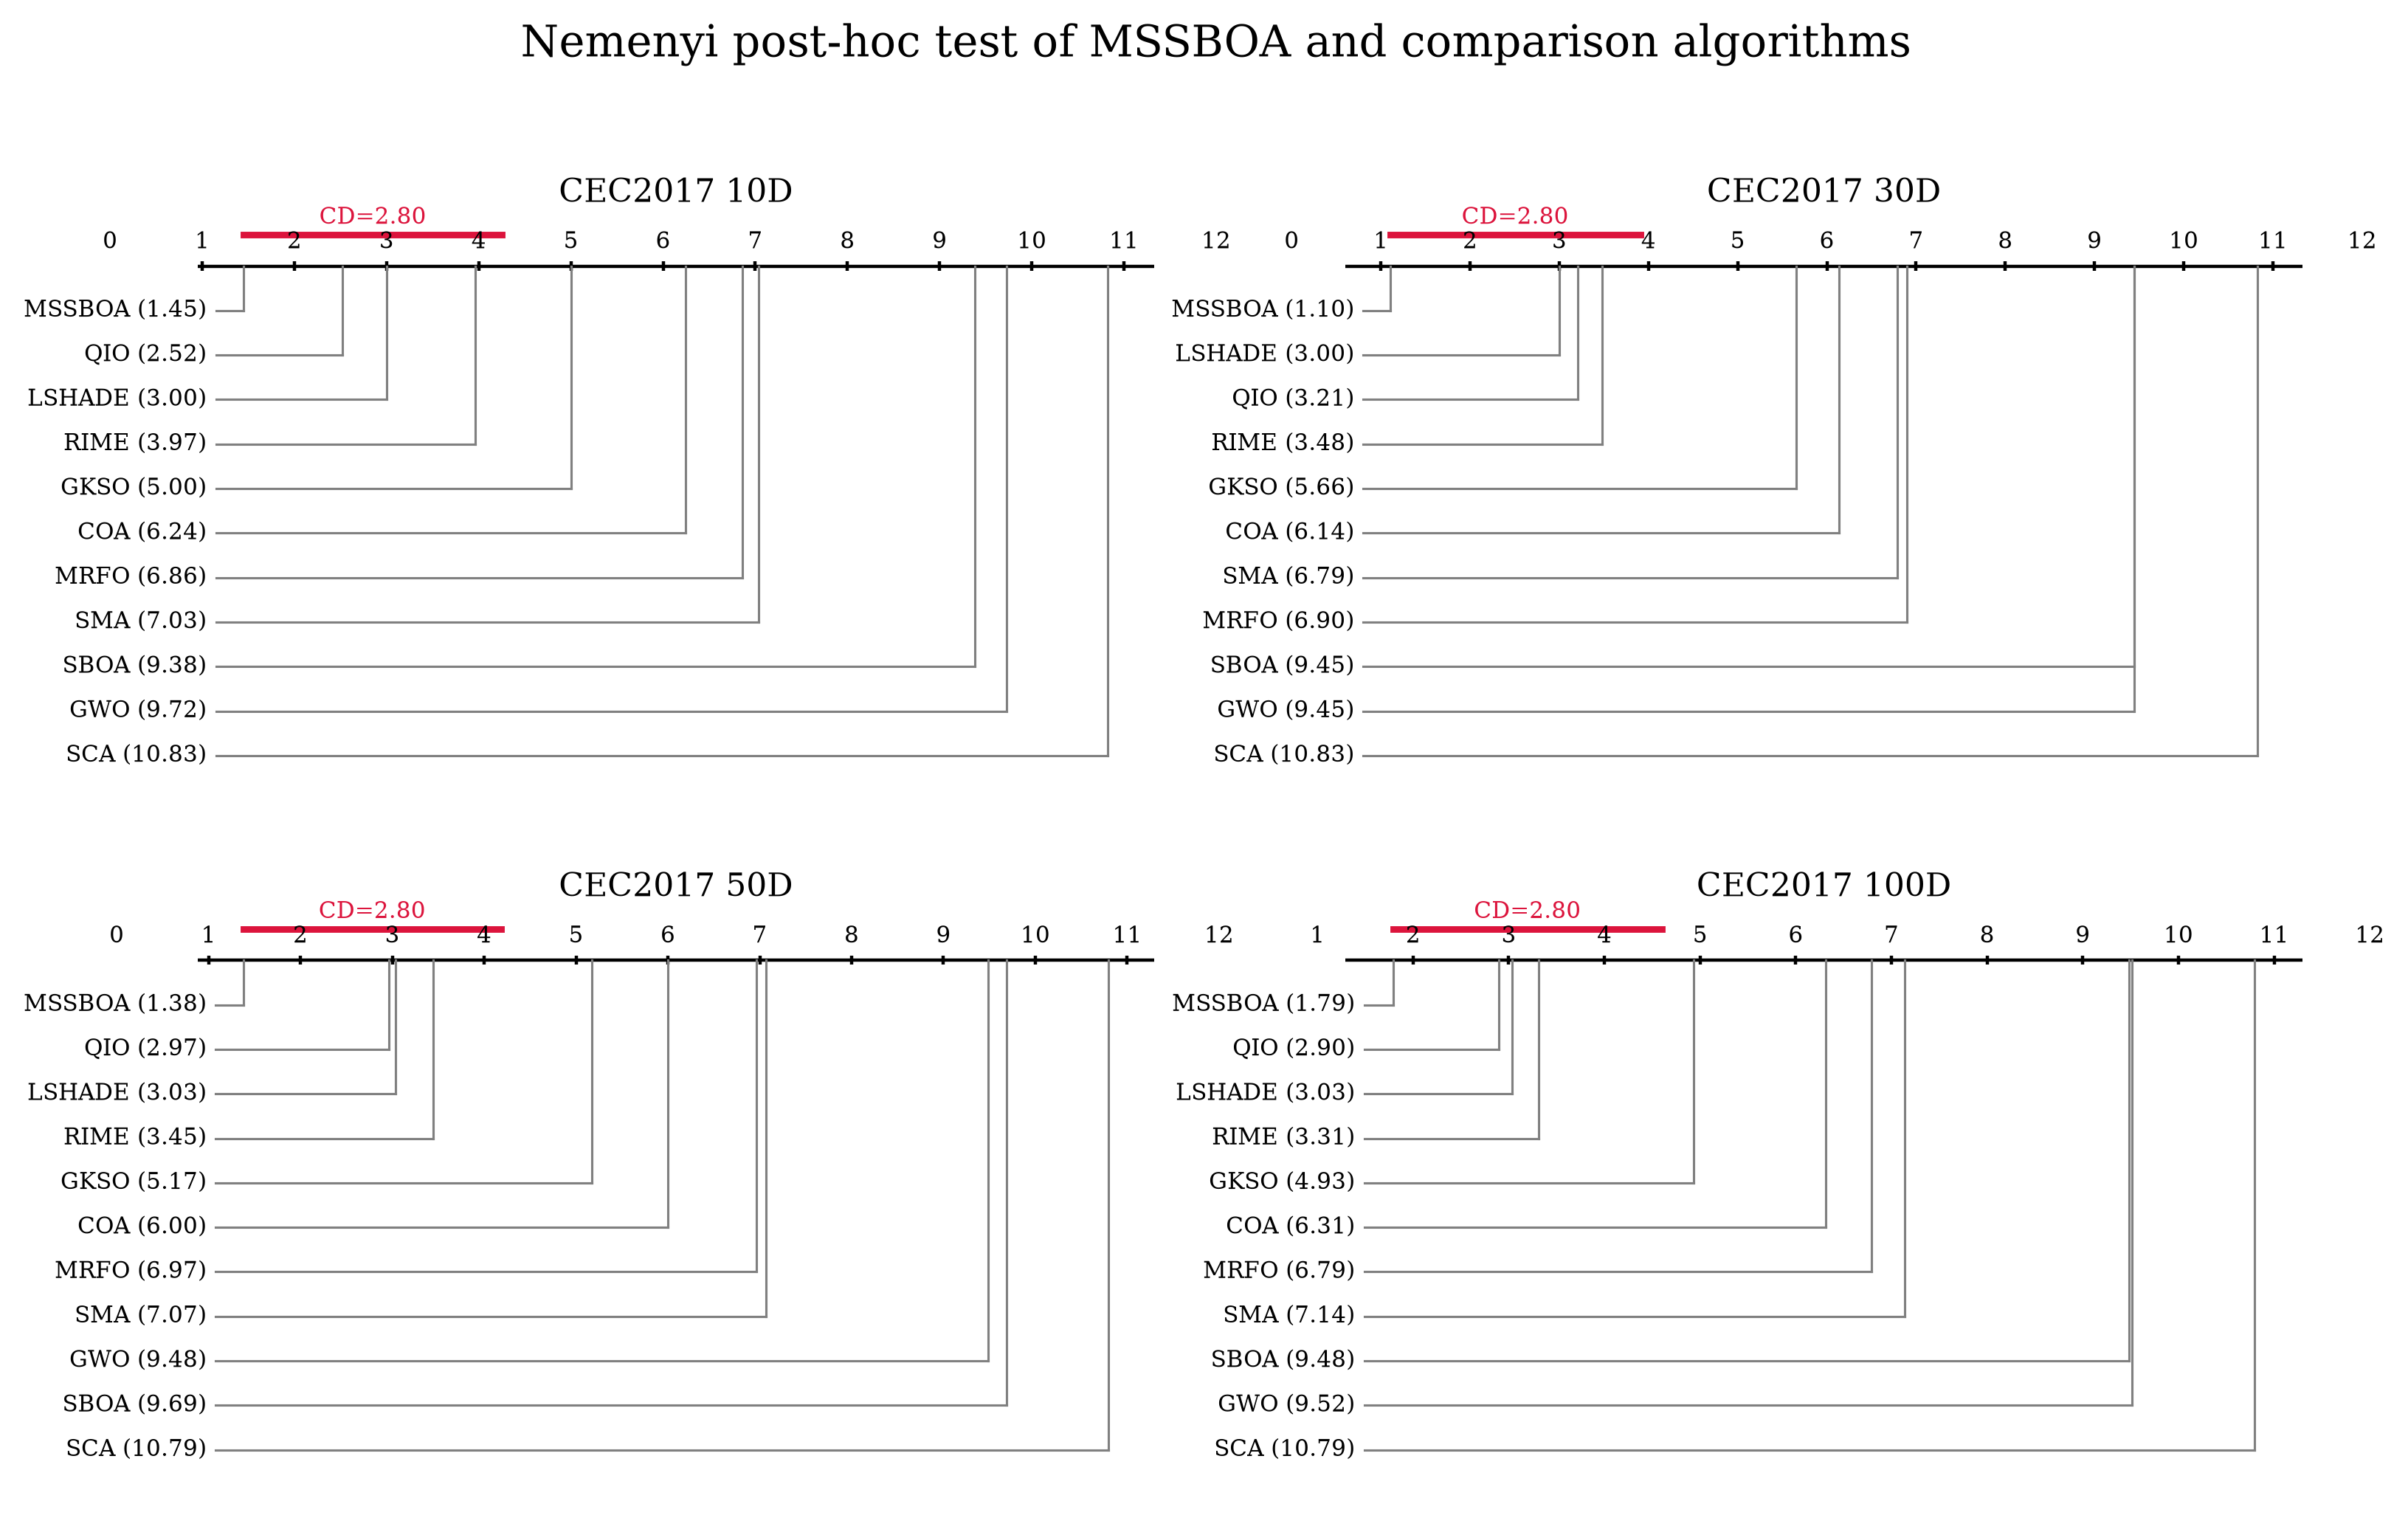 Nemenyi post-hoc test of MSSBOA and comparison algorithms
CEC2017 10D
CD=2.80
0 1 2 3 4 5 6 7 8 9 10 11 12
MSSBOA (1.45)
QIO (2.52)
LSHADE (3.00)
RIME (3.97)
GKSO (5.00)
COA (6.24)
MRFO (6.86)
SMA (7.03)
SBOA (9.38)
GWO (9.72)
SCA (10.83)
CEC2017 30D
CD=2.80
0 1 2 3 4 5 6 7 8 9 10 11 12
MSSBOA (1.10)
LSHADE (3.00)
QIO (3.21)
RIME (3.48)
GKSO (5.66)
COA (6.14)
SMA (6.79)
MRFO (6.90)
SBOA (9.45)
GWO (9.45)
SCA (10.83)
CEC2017 50D
CD=2.80
0 1 2 3 4 5 6 7 8 9 10 11 12
MSSBOA (1.38)
QIO (2.97)
LSHADE (3.03)
RIME (3.45)
GKSO (5.17)
COA (6.00)
MRFO (6.97)
SMA (7.07)
GWO (9.48)
SBOA (9.69)
SCA (10.79)
CEC2017 100D
CD=2.80
1 2 3 4 5 6 7 8 9 10 11 12
MSSBOA (1.79)
QIO (2.90)
LSHADE (3.03)
RIME (3.31)
GKSO (4.93)
COA (6.31)
MRFO (6.79)
SMA (7.14)
SBOA (9.48)
GWO (9.52)
SCA (10.79)